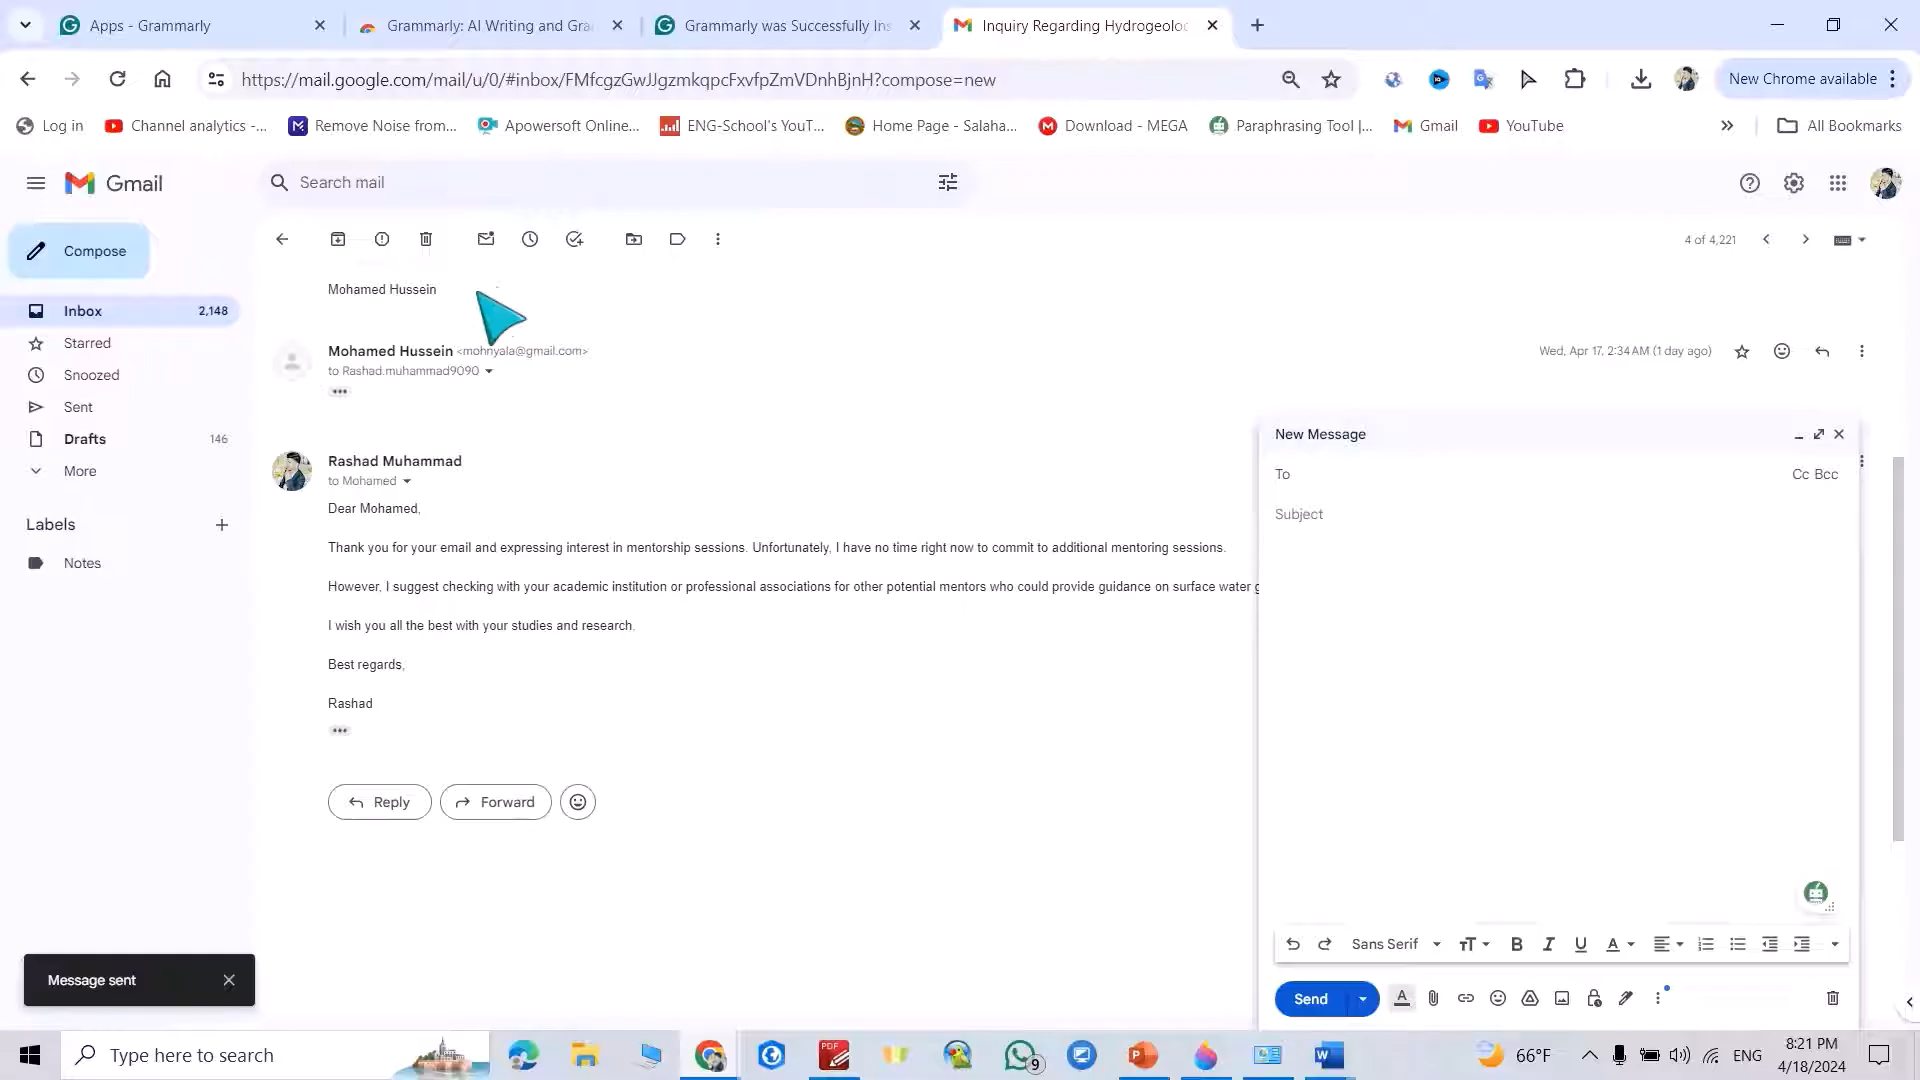 Apps - Grammarly
Grammarly: AI Writing and Gra
Grammarly was Successfully Ins
Inquiry Regarding Hydrogeoloc
https://mail.google.com/mail/u/0/#inbox/FMfcgzGwJJgzmkqpcFxvfpZmVDnhBjnH?compose=new
New Chrome available
Log in
Channel analytics -...
Remove Noise from...
Apowersoft Online...
ENG-School's YouT...
Home Page - Salaha...
Download - MEGA
Paraphrasing Tool |...
Gmail
YouTube
All Bookmarks
Gmail
Search mail
Compose
4 of 4,221
Mohamed Hussein
Inbox 2,148
Starred
Snoozed
Sent
Drafts 146
More
Labels
Notes
Mohamed Hussein <mohnyala@gmail.com>
Wed, Apr 17, 2:34 AM (1 day ago)
to Rashad.muhammad9090
Rashad Muhammad
to Mohamed
Dear Mohamed,
Thank you for your email and expressing interest in mentorship sessions. Unfortunately, I have no time right now to commit to additional mentoring sessions.
However, I suggest checking with your academic institution or professional associations for other potential mentors who could provide guidance on surface water g
I wish you all the best with your studies and research.
Best regards,
Rashad
Reply
Forward
New Message
To
Cc Bcc
Subject
Sans Serif
Send
Message sent
Type here to search
PDF
9
66°F
ENG
8:21 PM
4/18/2024